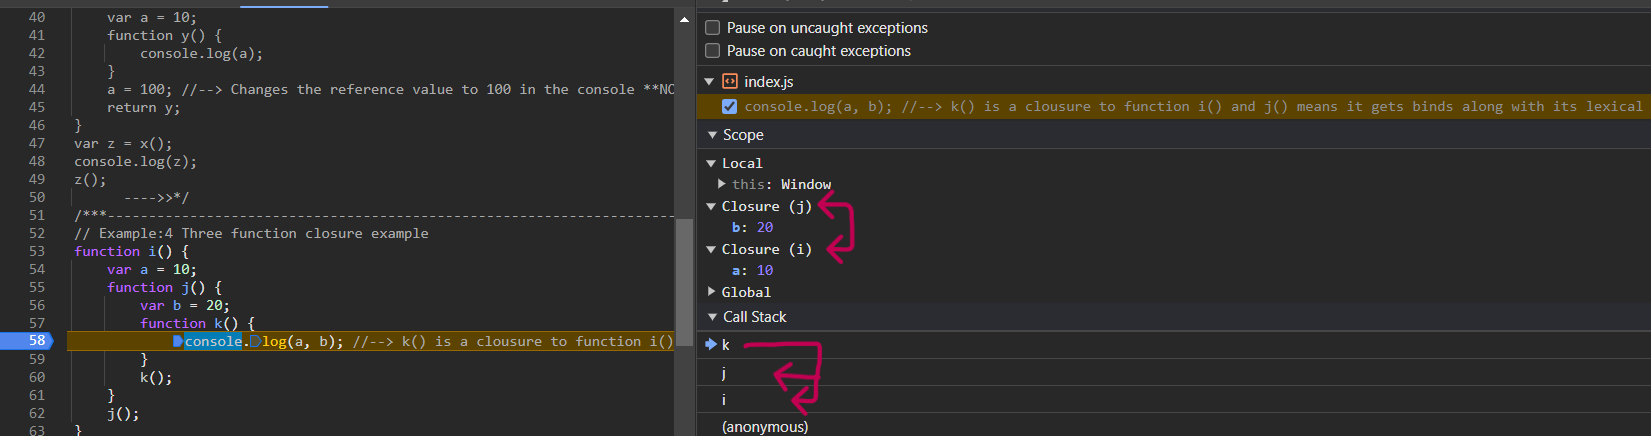 40 var a = 10;
41 function y() {
42 console.log(a);
43 }
44 a = 100; //--> Changes the reference value to 100 in the console **NO
45 return y;
46 }
47 var z = x();
48 console.log(z);
49 z();
50 ---->>*/
51 /***---------------------------------------------------------------------
52 // Example:4 Three function closure example
53 function i() {
54 var a = 10;
55 function j() {
56 var b = 20;
57 function k() {
58 console.log(a, b); //--> k() is a clousure to function i()
59 }
60 k();
61 }
62 j();
63 }
Pause on uncaught exceptions
Pause on caught exceptions
index.js
console.log(a, b); //--> k() is a clousure to function i() and j() means it gets binds along with its lexical
Scope
Local
this: Window
Closure (j)
b: 20
Closure (i)
a: 10
Global
Call Stack
k
j
i
(anonymous)